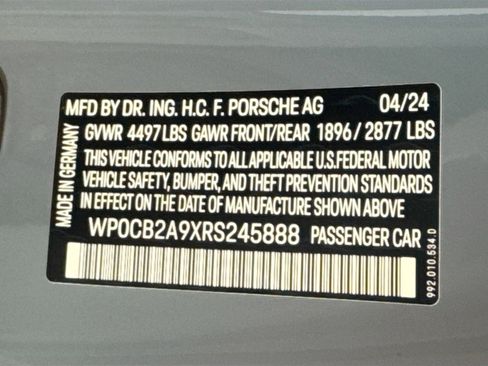 MFD BY DR. ING. H.C. F. PORSCHE AG 04/24
GVWR 4497LBS GAWR FRONT/REAR 1896/2877 LBS
THIS VEHICLE CONFORMS TO ALL APPLICABLE U.S.FEDERAL MOTOR
VEHICLE SAFETY, BUMPER, AND THEFT PREVENTION STANDARDS
IN EFFECT ON THE DATE OF MANUFACTURE SHOWN ABOVE
WP0CB2A9XRS245888 PASSENGER CAR
MADE IN GERMANY
992.010.534.D